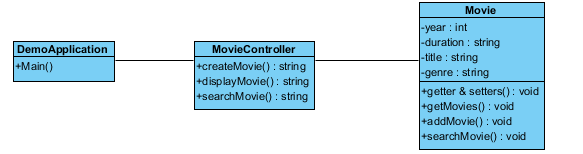 DemoApplication
+Main()
MovieController
+createMovie() : string
+displayMovie() : string
+searchMovie() : string
Movie
-year : int
-duration : string
-title : string
-genre : string
+getter & setters() : void
+getMovies() : void
+addMovie() : void
+searchMovie() : void